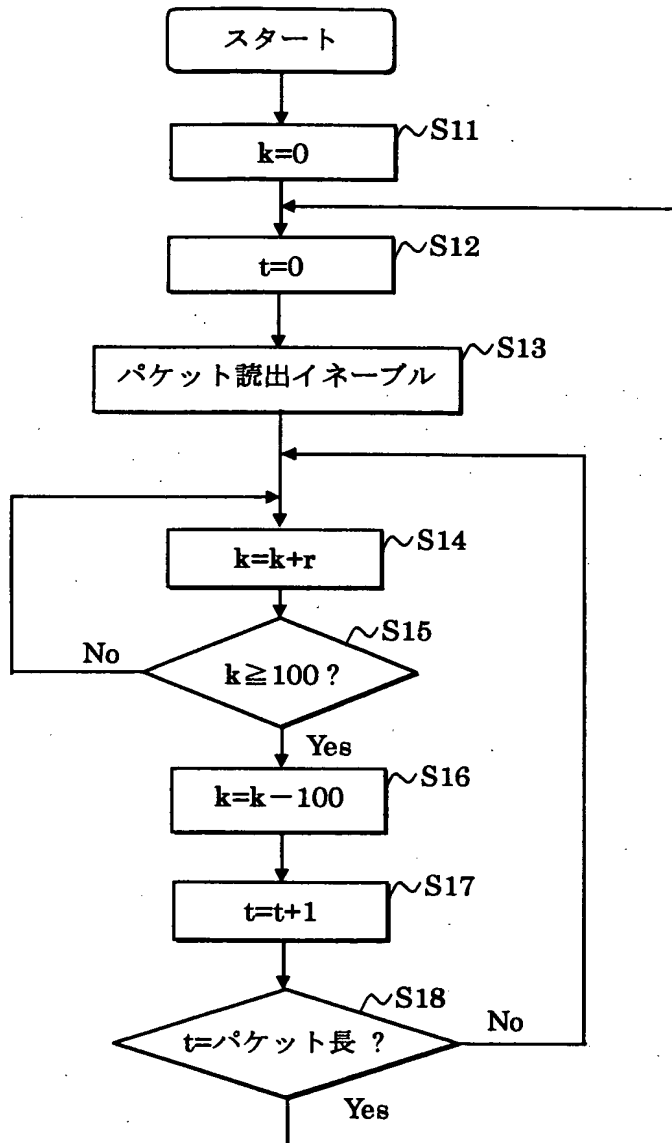 スタート
S11
k=0
S12
t=0
S13
パケット読出イネーブル
S14
k=k+r
S15
No
k≧100?
Yes
S16
k=k-100
S17
t=t+1
S18
No
t=パケット長 ?
Yes